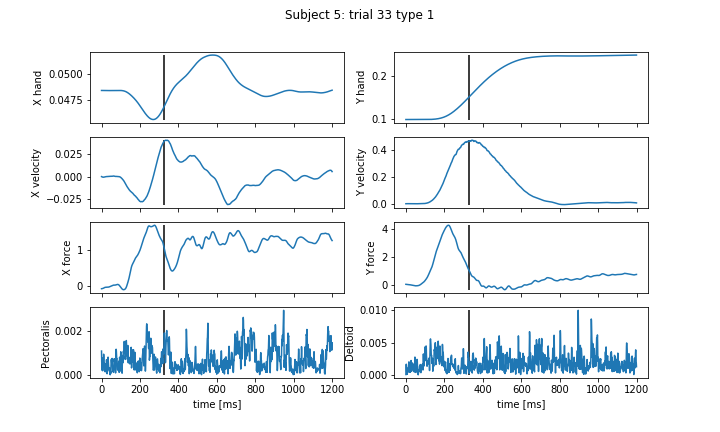 Subject 5: trial 33 type 1
X hand
0.0500
0.0475
Y hand
0.2
0.1
X velocity
0.025
0.000
−0.025
Y velocity
0.4
0.2
0.0
X force
1
0
Y force
4
2
0
Pectoralis
0.002
0.000
0 200 400 600 800 1000 1200
time [ms]
Deltoid
0.010
0.005
0.000
0 200 400 600 800 1000 1200
time [ms]